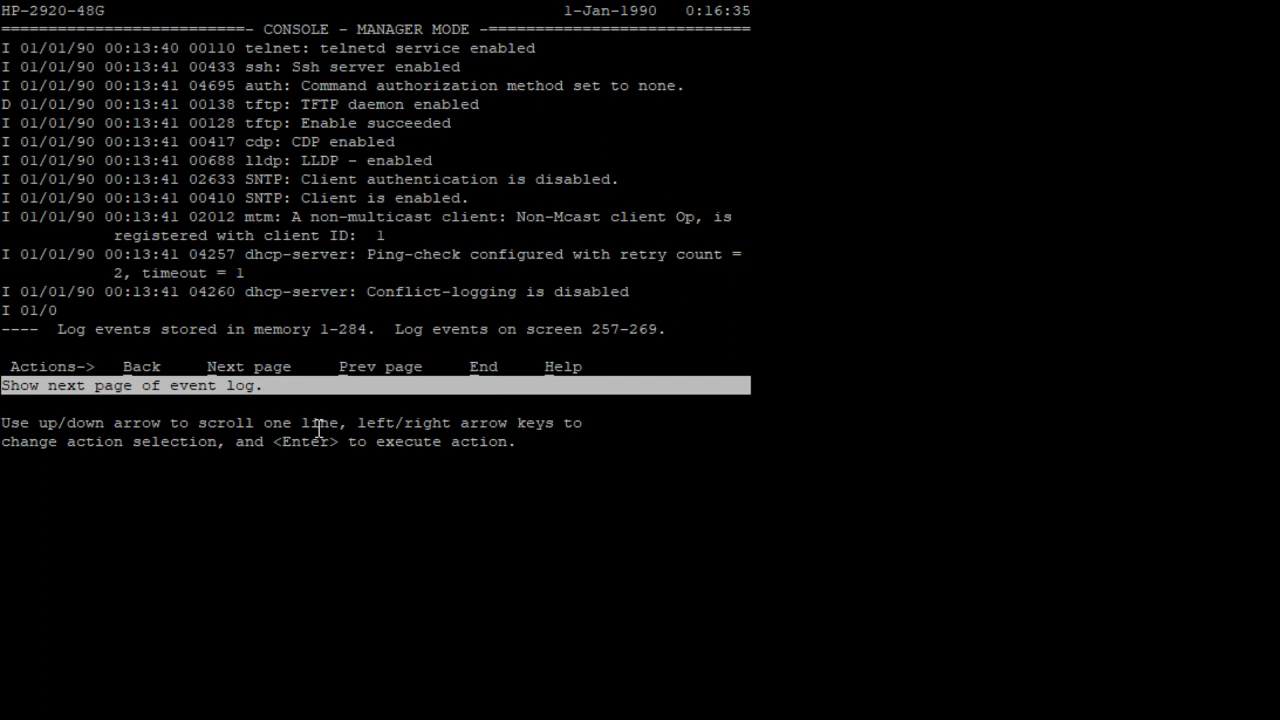 HP-2920-48G                                                 1-Jan-1990   0:16:35
==========================- CONSOLE - MANAGER MODE -============================
I 01/01/90 00:13:40 00110 telnet: telnetd service enabled
I 01/01/90 00:13:41 00433 ssh: Ssh server enabled
I 01/01/90 00:13:41 04695 auth: Command authorization method set to none.
D 01/01/90 00:13:41 00138 tftp: TFTP daemon enabled
I 01/01/90 00:13:41 00128 tftp: Enable succeeded
I 01/01/90 00:13:41 00417 cdp: CDP enabled
I 01/01/90 00:13:41 00688 lldp: LLDP - enabled
I 01/01/90 00:13:41 02633 SNTP: Client authentication is disabled.
I 01/01/90 00:13:41 00410 SNTP: Client is enabled.
I 01/01/90 00:13:41 02012 mtm: A non-multicast client: Non-Mcast client Op, is
            registered with client ID:  1
I 01/01/90 00:13:41 04257 dhcp-server: Ping-check configured with retry count =
            2, timeout = 1
I 01/01/90 00:13:41 04260 dhcp-server: Conflict-logging is disabled
I 01/0
----  Log events stored in memory 1-284.  Log events on screen 257-269.
 Actions->   Back     Next page     Prev page     End     Help
Show next page of event log.
Use up/down arrow to scroll one line, left/right arrow keys to
change action selection, and <Enter> to execute action.